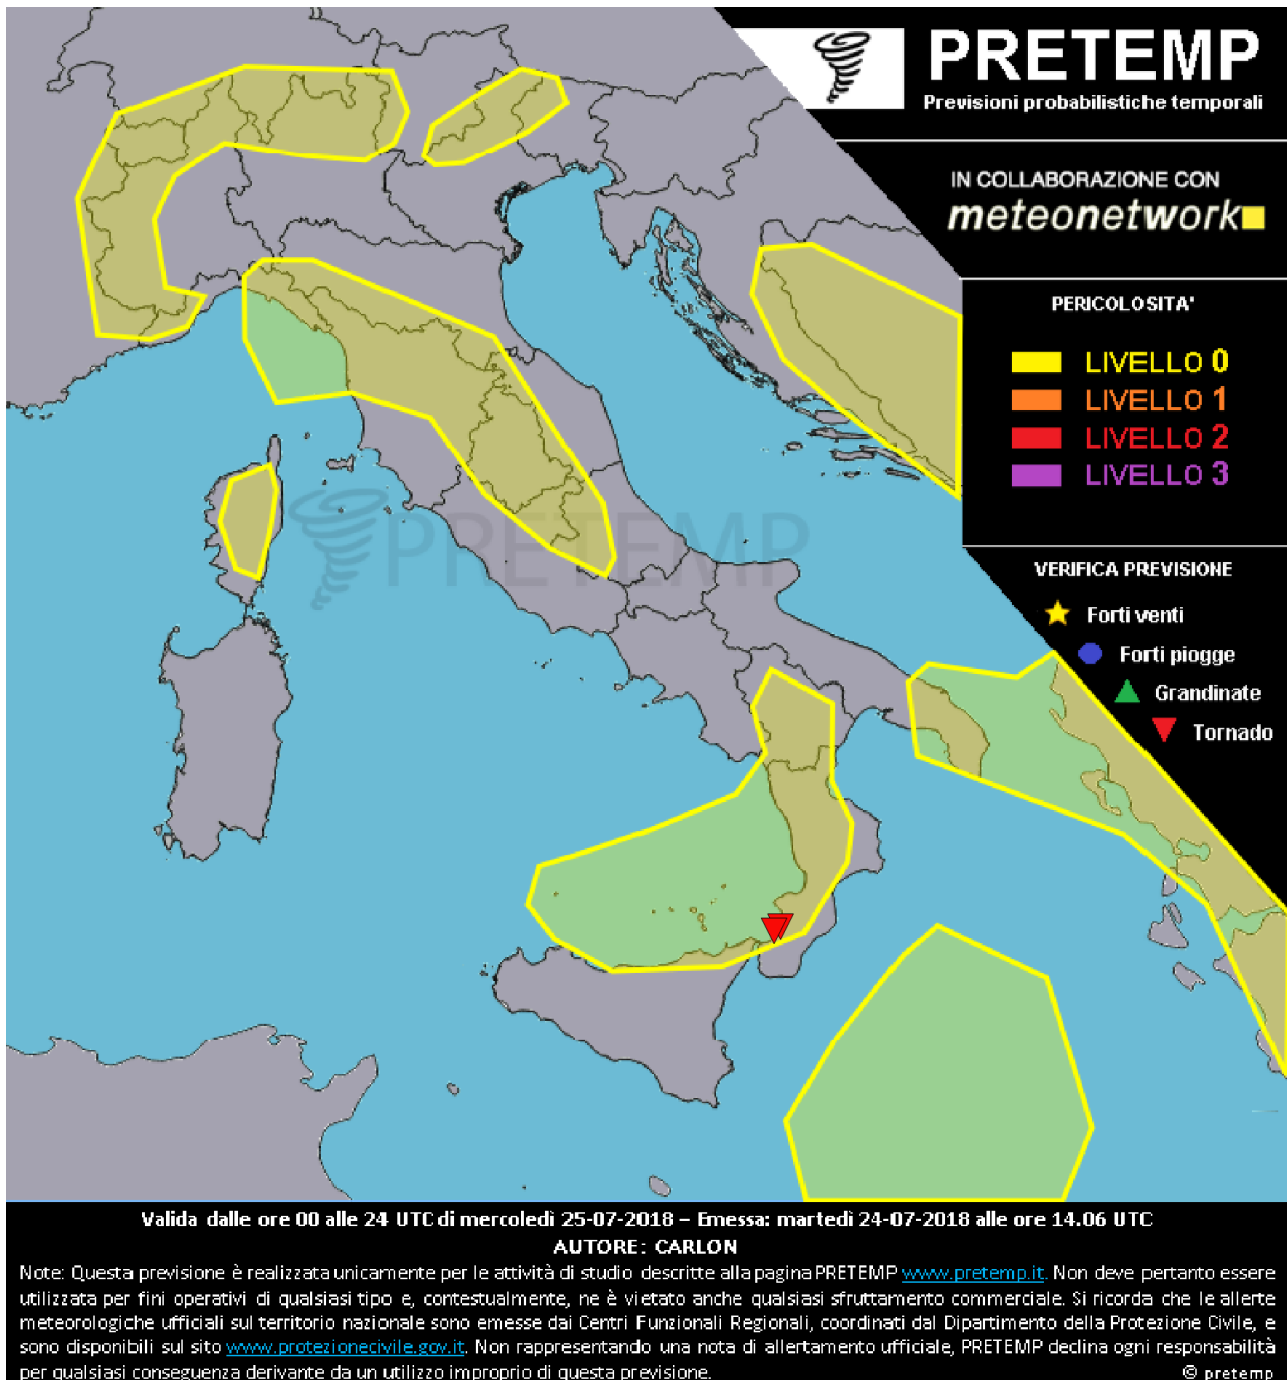 PRETEMP
Previsioni probabilistiche temporali
IN COLLABORAZIONE CON
meteonetwork
PERICOLOSITA'
LIVELLO 0
LIVELLO 1
LIVELLO 2
LIVELLO 3
PRETEMP
VERIFICA PREVISIONE
Forti venti
Forti piogge
Grandinate
Tornado
Valida dalle ore 00 alle 24 UTC di mercoledì 25-07-2018 – Emessa: martedì 24-07-2018 alle ore 14.06 UTC
AUTORE: CARLON
Note: Questa previsione è realizzata unicamente per le attività di studio descritte alla pagina PRETEMP www.pretemp.it. Non deve pertanto essere
utilizzata per fini operativi di qualsiasi tipo e, contestualmente, ne è vietato anche qualsiasi sfruttamento commerciale. Si ricorda che le allerte
meteorologiche ufficiali sul territorio nazionale sono emesse dai Centri Funzionali Regionali, coordinati dal Dipartimento della Protezione Civile, e
sono disponibili sul sito www.protezionecivile.gov.it. Non rappresentando una nota di allertamento ufficiale, PRETEMP declina ogni responsabilità
per qualsiasi conseguenza derivante da un utilizzo improprio di questa previsione.
© pretemp